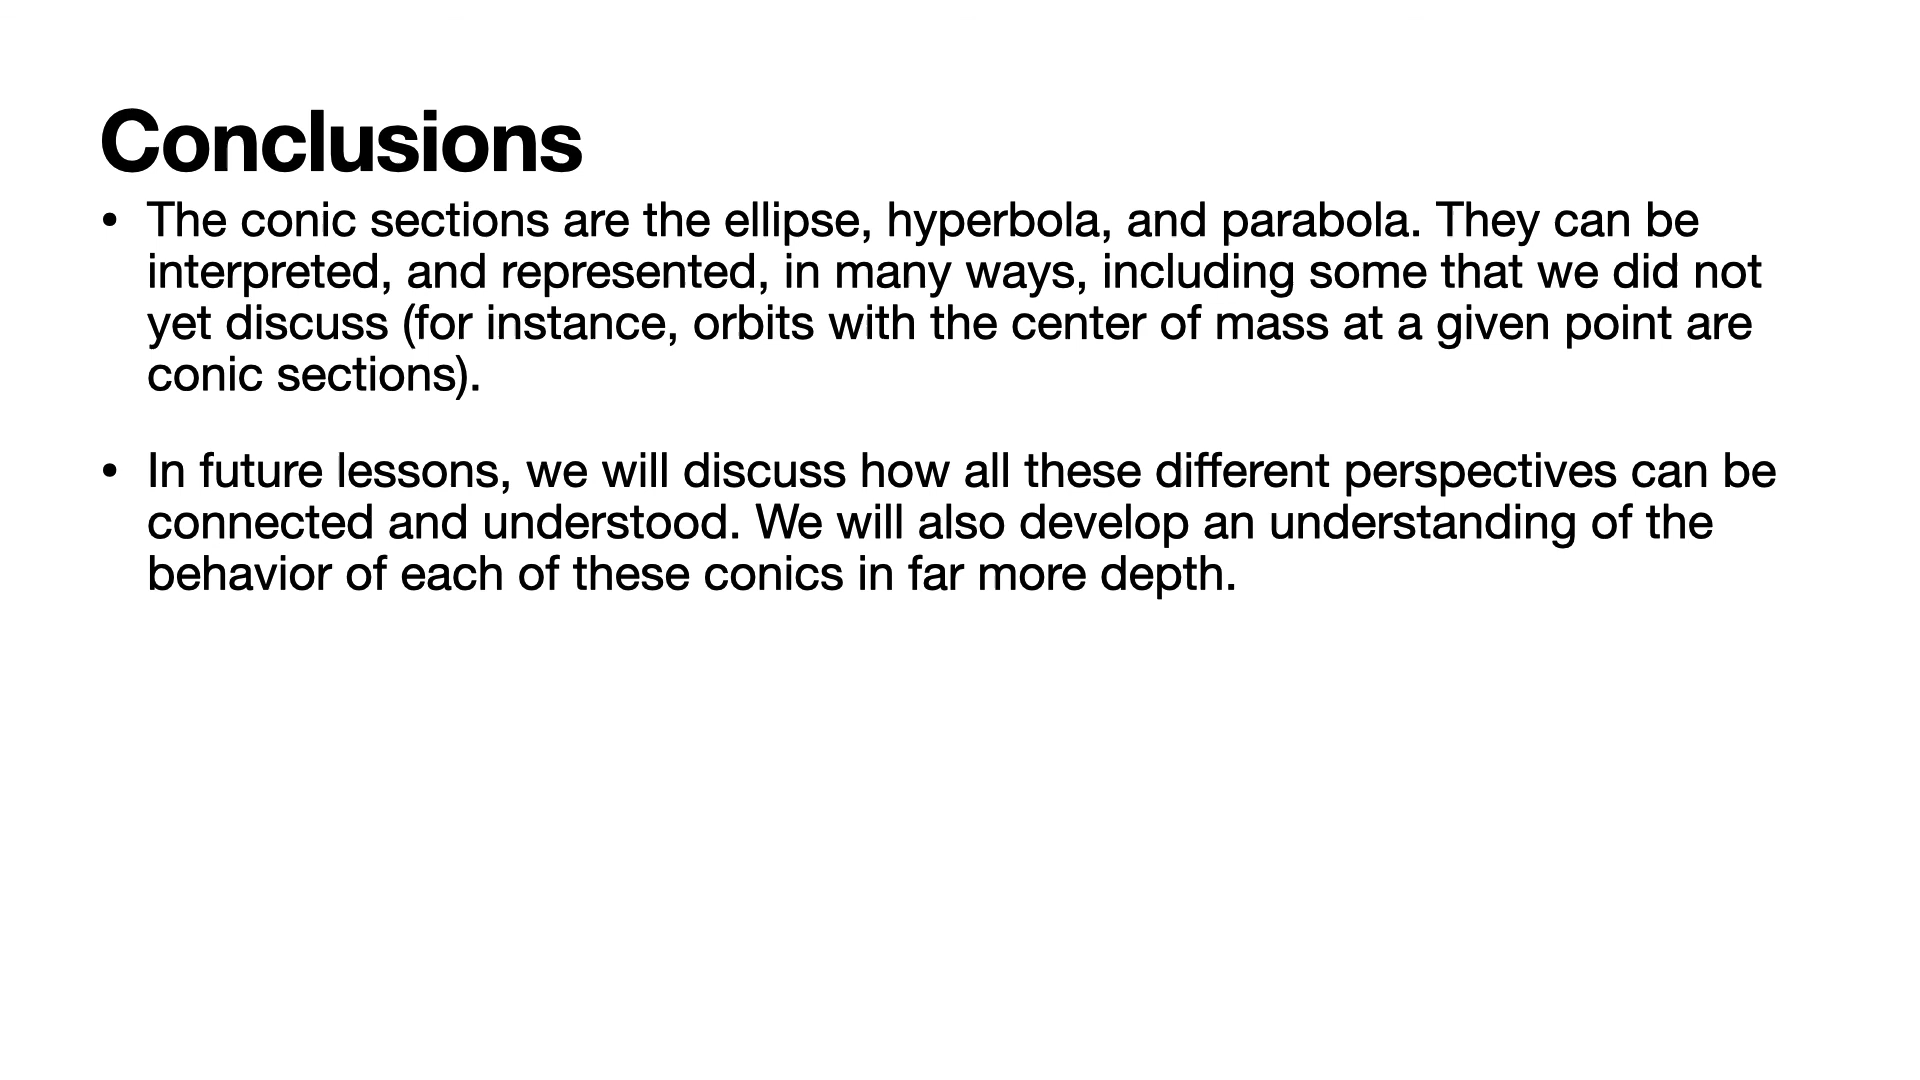 Conclusions
• The conic sections are the ellipse, hyperbola, and parabola. They can be
interpreted, and represented, in many ways, including some that we did not
yet discuss (for instance, orbits with the center of mass at a given point are
conic sections).
• In future lessons, we will discuss how all these different perspectives can be
connected and understood. We will also develop an understanding of the
behavior of each of these conics in far more depth.